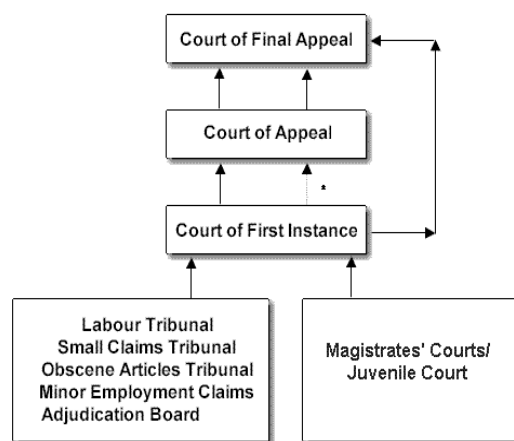 Court of Final Appeal
Court of Appeal
*
Court of First Instance
Labour Tribunal
Small Claims Tribunal
Obscene Articles Tribunal
Minor Employment Claims
Adjudication Board
Magistrates' Courts/
Juvenile Court